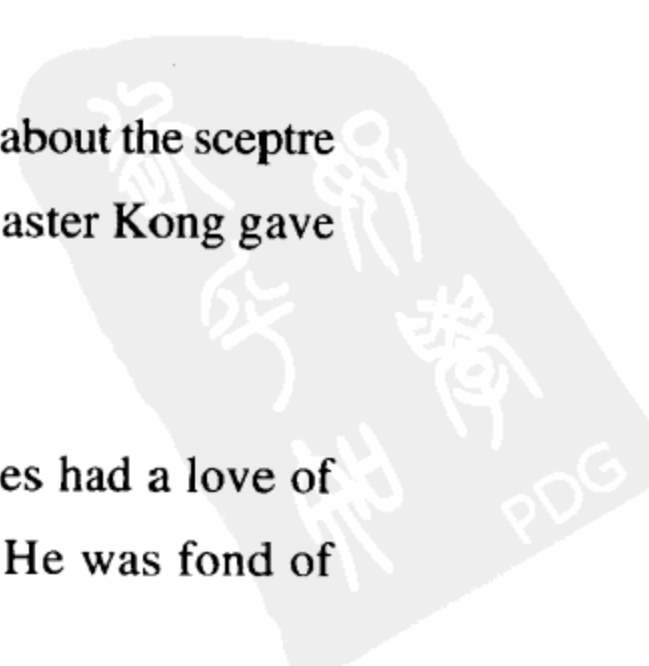 about the sceptre
aster Kong gave
es had a love of
He was fond of
PDG